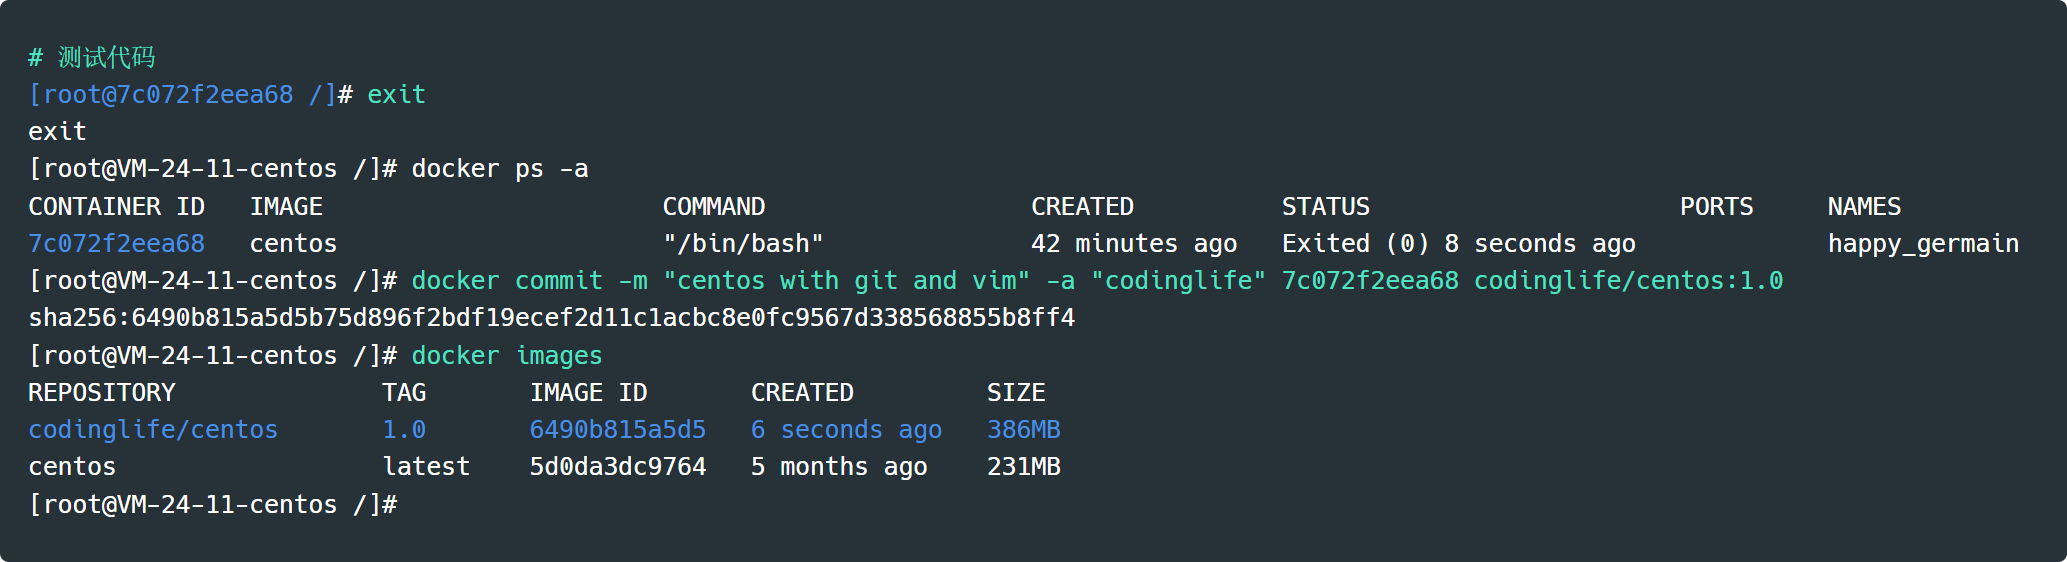 # 测试代码
[root@7c072f2eea68 /]# exit
exit
[root@VM-24-11-centos /]# docker ps -a
CONTAINER ID   IMAGE                       COMMAND                  CREATED          STATUS                     PORTS     NAMES
7c072f2eea68   centos                      "/bin/bash"              42 minutes ago   Exited (0) 8 seconds ago             happy_germain
[root@VM-24-11-centos /]# docker commit -m "centos with git and vim" -a "codinglife" 7c072f2eea68 codinglife/centos:1.0
sha256:6490b815a5d5b75d896f2bdf19ecef2d11c1acbc8e0fc9567d338568855b8ff4
[root@VM-24-11-centos /]# docker images
REPOSITORY              TAG       IMAGE ID       CREATED         SIZE
codinglife/centos       1.0       6490b815a5d5   6 seconds ago   386MB
centos                  latest    5d0da3dc9764   5 months ago    231MB
[root@VM-24-11-centos /]#